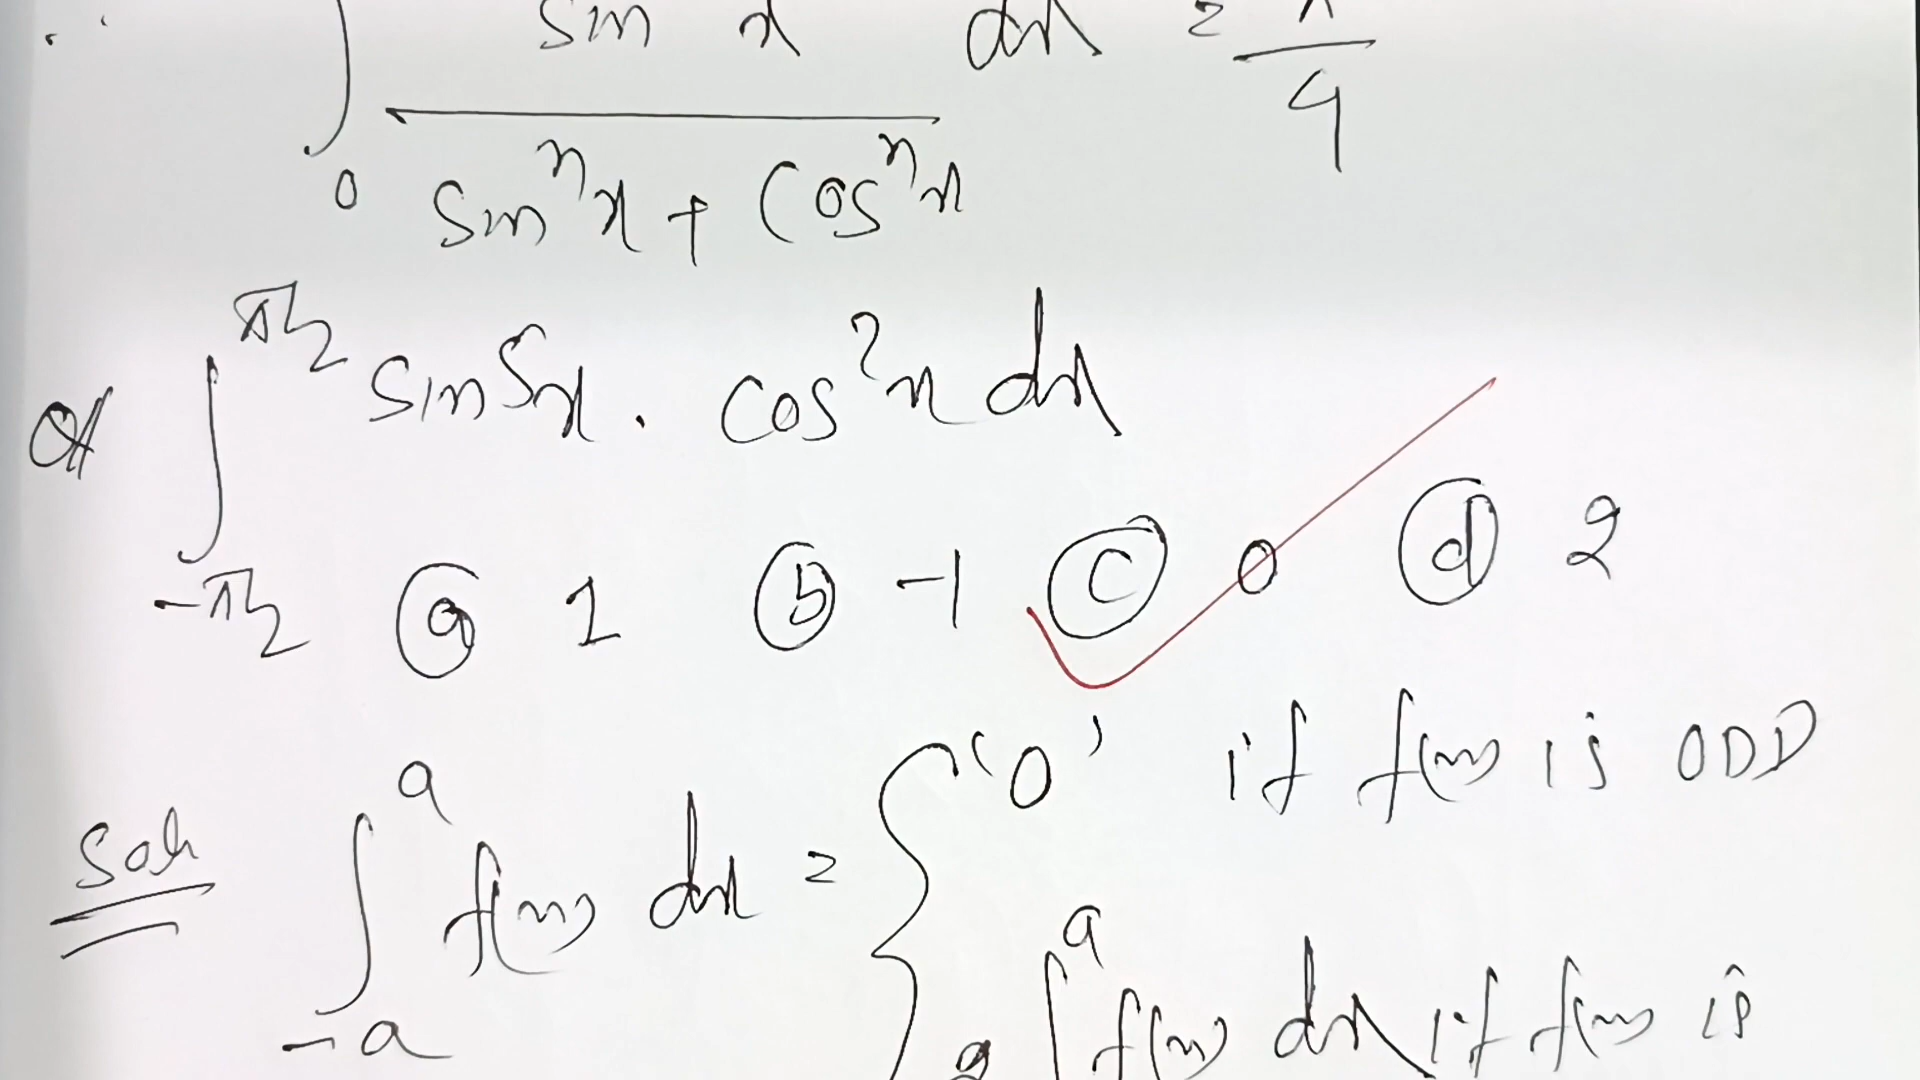 ∴ ∫ sin x dx = π/4
0 sinⁿx + cosⁿx
Q ∫ π/2 sin5x . cos²x dx
-π/2 (a) 1 (b) -1 (c) 0 (d) 2
Soln ∫ a f(x) dx = { '0' if f(x) is ODD
-a 2 ∫ a f(x) dx if f(x) is